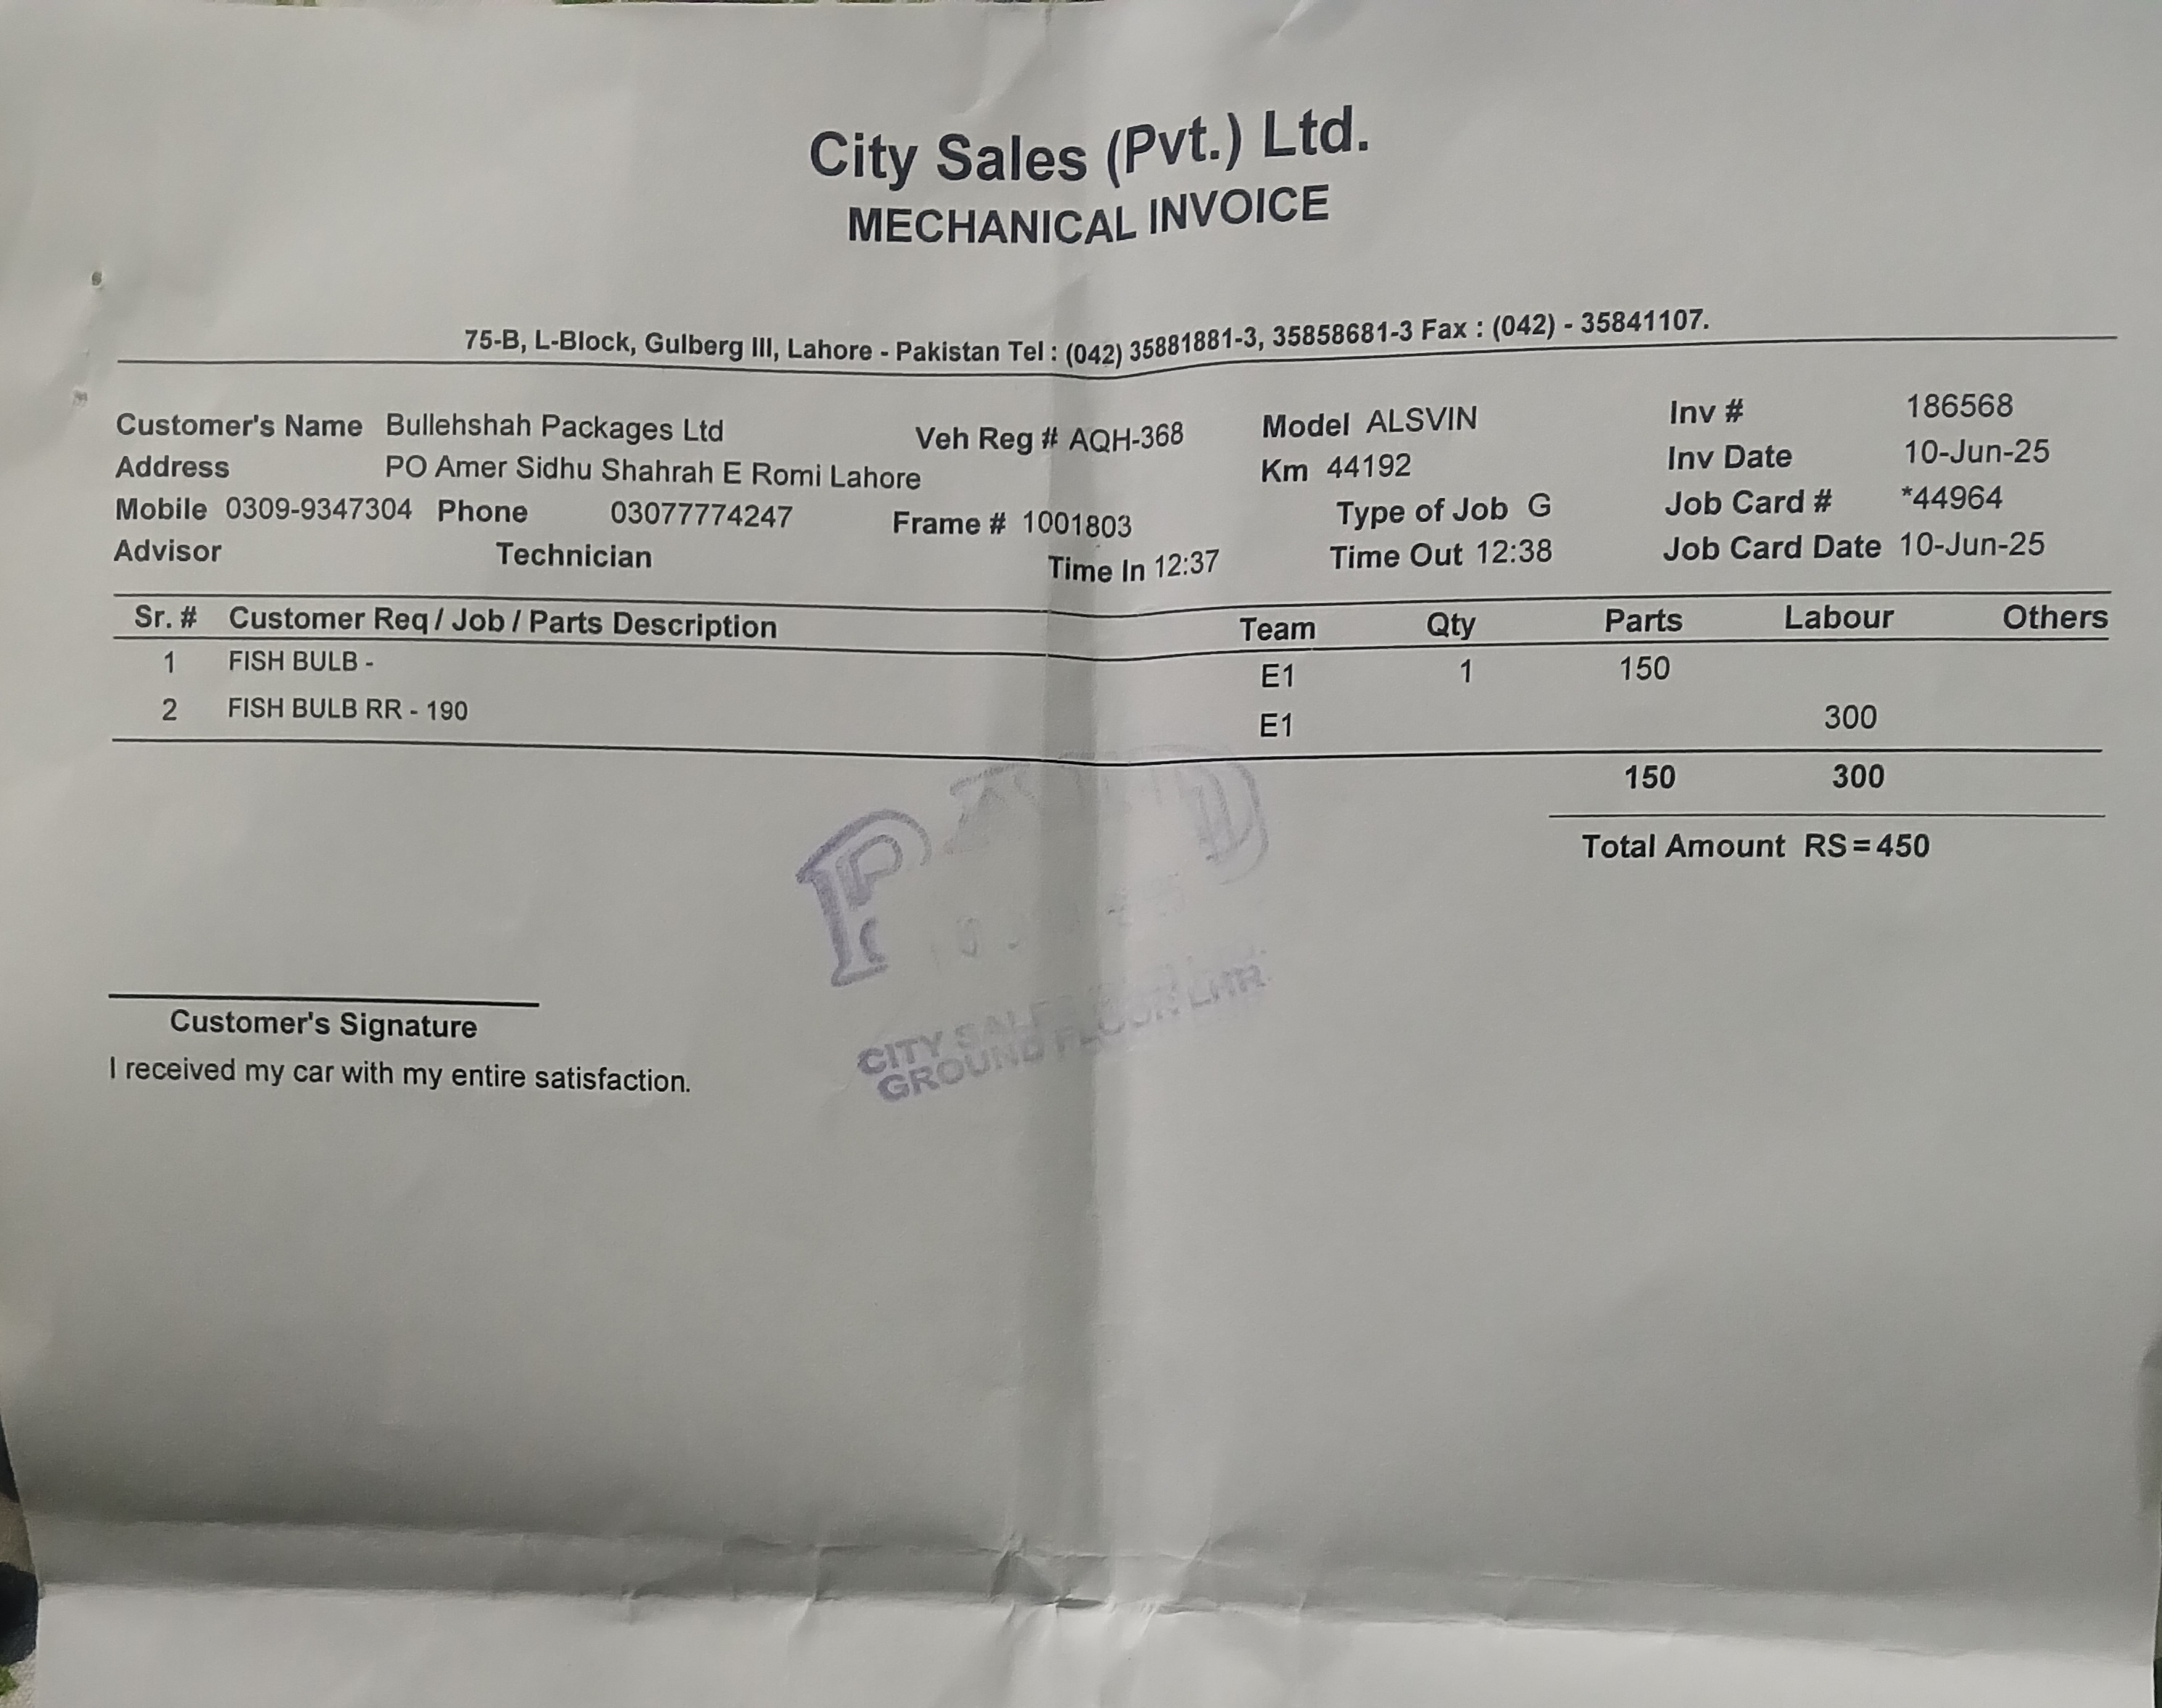 City Sales (Pvt.) Ltd.
MECHANICAL INVOICE
75-B, L-Block, Gulberg III, Lahore - Pakistan Tel : (042) 35881881-3, 35858681-3 Fax : (042) - 35841107.
Customer's Name Bullehshah Packages Ltd Veh Reg # AQH-368 Model ALSVIN Inv # 186568
Address PO Amer Sidhu Shahrah E Romi Lahore Km 44192 Inv Date 10-Jun-25
Mobile 0309-9347304 Phone 03077774247 Frame # 1001803 Type of Job G Job Card # *44964
Advisor Technician Time In 12:37 Time Out 12:38 Job Card Date 10-Jun-25
Sr. # Customer Req / Job / Parts Description Team Qty Parts Labour Others
1 FISH BULB - E1 1 150
2 FISH BULB RR - 190 E1 300
150 300
Total Amount RS=450
PAID
CITY SALES LHR.
GROUND FLOOR
Customer's Signature
I received my car with my entire satisfaction.